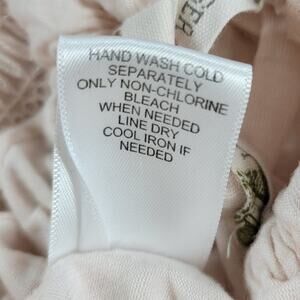 HAND WASH COLD
SEPARATELY
ONLY NON-CHLORINE
BLEACH
WHEN NEEDED
LINE DRY
COOL IRON IF
NEEDED